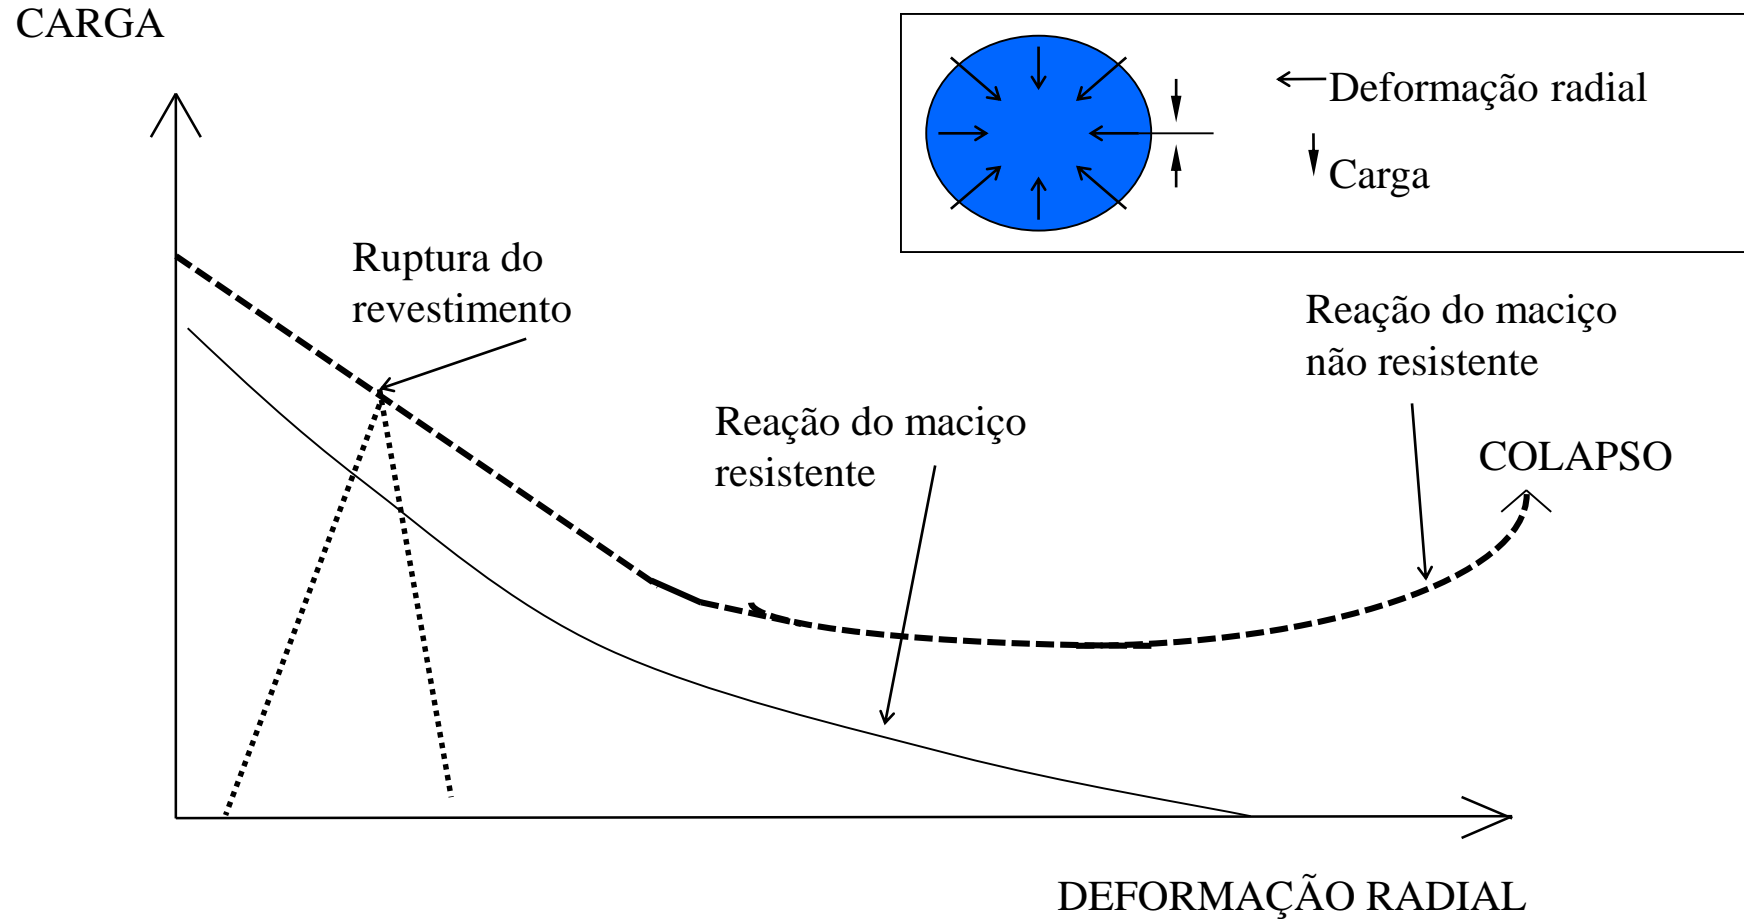 CARGA
Deformação radial
Carga
Ruptura do
revestimento
Reação do maciço
não resistente
Reação do maciço
resistente
COLAPSO
DEFORMAÇÃO RADIAL